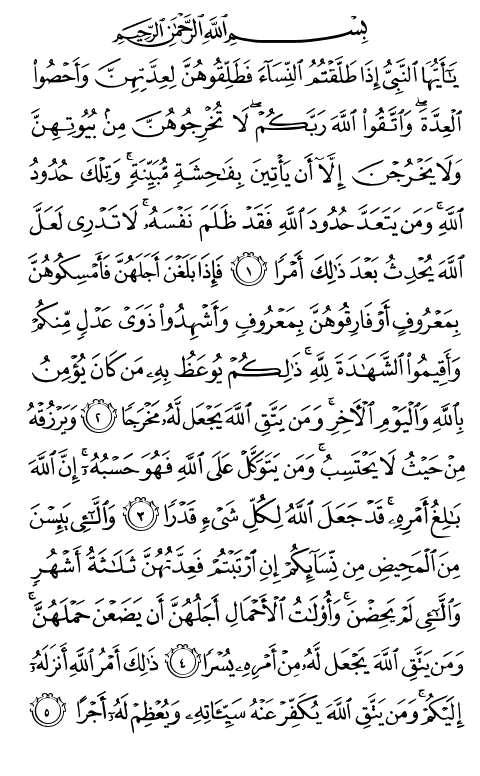 بِسْمِ ٱللَّهِ ٱلرَّحْمَٰنِ ٱلرَّحِيمِ
يَٰٓأَيُّهَا ٱلنَّبِىُّ إِذَا طَلَّقْتُمُ ٱلنِّسَآءَ فَطَلِّقُوهُنَّ لِعِدَّتِهِنَّ وَأَحْصُوا۟
ٱلْعِدَّةَ ۖ وَٱتَّقُوا۟ ٱللَّهَ رَبَّكُمْ ۖ لَا تُخْرِجُوهُنَّ مِنۢ بُيُوتِهِنَّ
وَلَا يَخْرُجْنَ إِلَّآ أَن يَأْتِينَ بِفَٰحِشَةٍ مُّبَيِّنَةٍ ۚ وَتِلْكَ حُدُودُ
ٱللَّهِ ۚ وَمَن يَتَعَدَّ حُدُودَ ٱللَّهِ فَقَدْ ظَلَمَ نَفْسَهُۥ ۚ لَا تَدْرِى لَعَلَّ
ٱللَّهَ يُحْدِثُ بَعْدَ ذَٰلِكَ أَمْرًا ١ فَإِذَا بَلَغْنَ أَجَلَهُنَّ فَأَمْسِكُوهُنَّ
بِمَعْرُوفٍ أَوْ فَارِقُوهُنَّ بِمَعْرُوفٍ وَأَشْهِدُوا۟ ذَوَىْ عَدْلٍ مِّنكُمْ
وَأَقِيمُوا۟ ٱلشَّهَٰدَةَ لِلَّهِ ۚ ذَٰلِكُمْ يُوعَظُ بِهِۦ مَن كَانَ يُؤْمِنُ
بِٱللَّهِ وَٱلْيَوْمِ ٱلْءَاخِرِ ۚ وَمَن يَتَّقِ ٱللَّهَ يَجْعَل لَّهُۥ مَخْرَجًا ٢ وَيَرْزُقْهُ
مِنْ حَيْثُ لَا يَحْتَسِبُ ۚ وَمَن يَتَوَكَّلْ عَلَى ٱللَّهِ فَهُوَ حَسْبُهُۥٓ ۚ إِنَّ ٱللَّهَ
بَٰلِغُ أَمْرِهِۦ ۚ قَدْ جَعَلَ ٱللَّهُ لِكُلِّ شَىْءٍ قَدْرًا ٣ وَٱلَّٰٓـِٔى يَئِسْنَ
مِنَ ٱلْمَحِيضِ مِن نِّسَآئِكُمْ إِنِ ٱرْتَبْتُمْ فَعِدَّتُهُنَّ ثَلَٰثَةُ أَشْهُرٍ
وَٱلَّٰٓـِٔى لَمْ يَحِضْنَ ۚ وَأُو۟لَٰتُ ٱلْأَحْمَالِ أَجَلُهُنَّ أَن يَضَعْنَ حَمْلَهُنَّ ۚ
وَمَن يَتَّقِ ٱللَّهَ يَجْعَل لَّهُۥ مِنْ أَمْرِهِۦ يُسْرًا ٤ ذَٰلِكَ أَمْرُ ٱللَّهِ أَنزَلَهُۥٓ
إِلَيْكُمْ ۚ وَمَن يَتَّقِ ٱللَّهَ يُكَفِّرْ عَنْهُ سَيِّـَٔاتِهِۦ وَيُعْظِمْ لَهُۥٓ أَجْرًا ٥